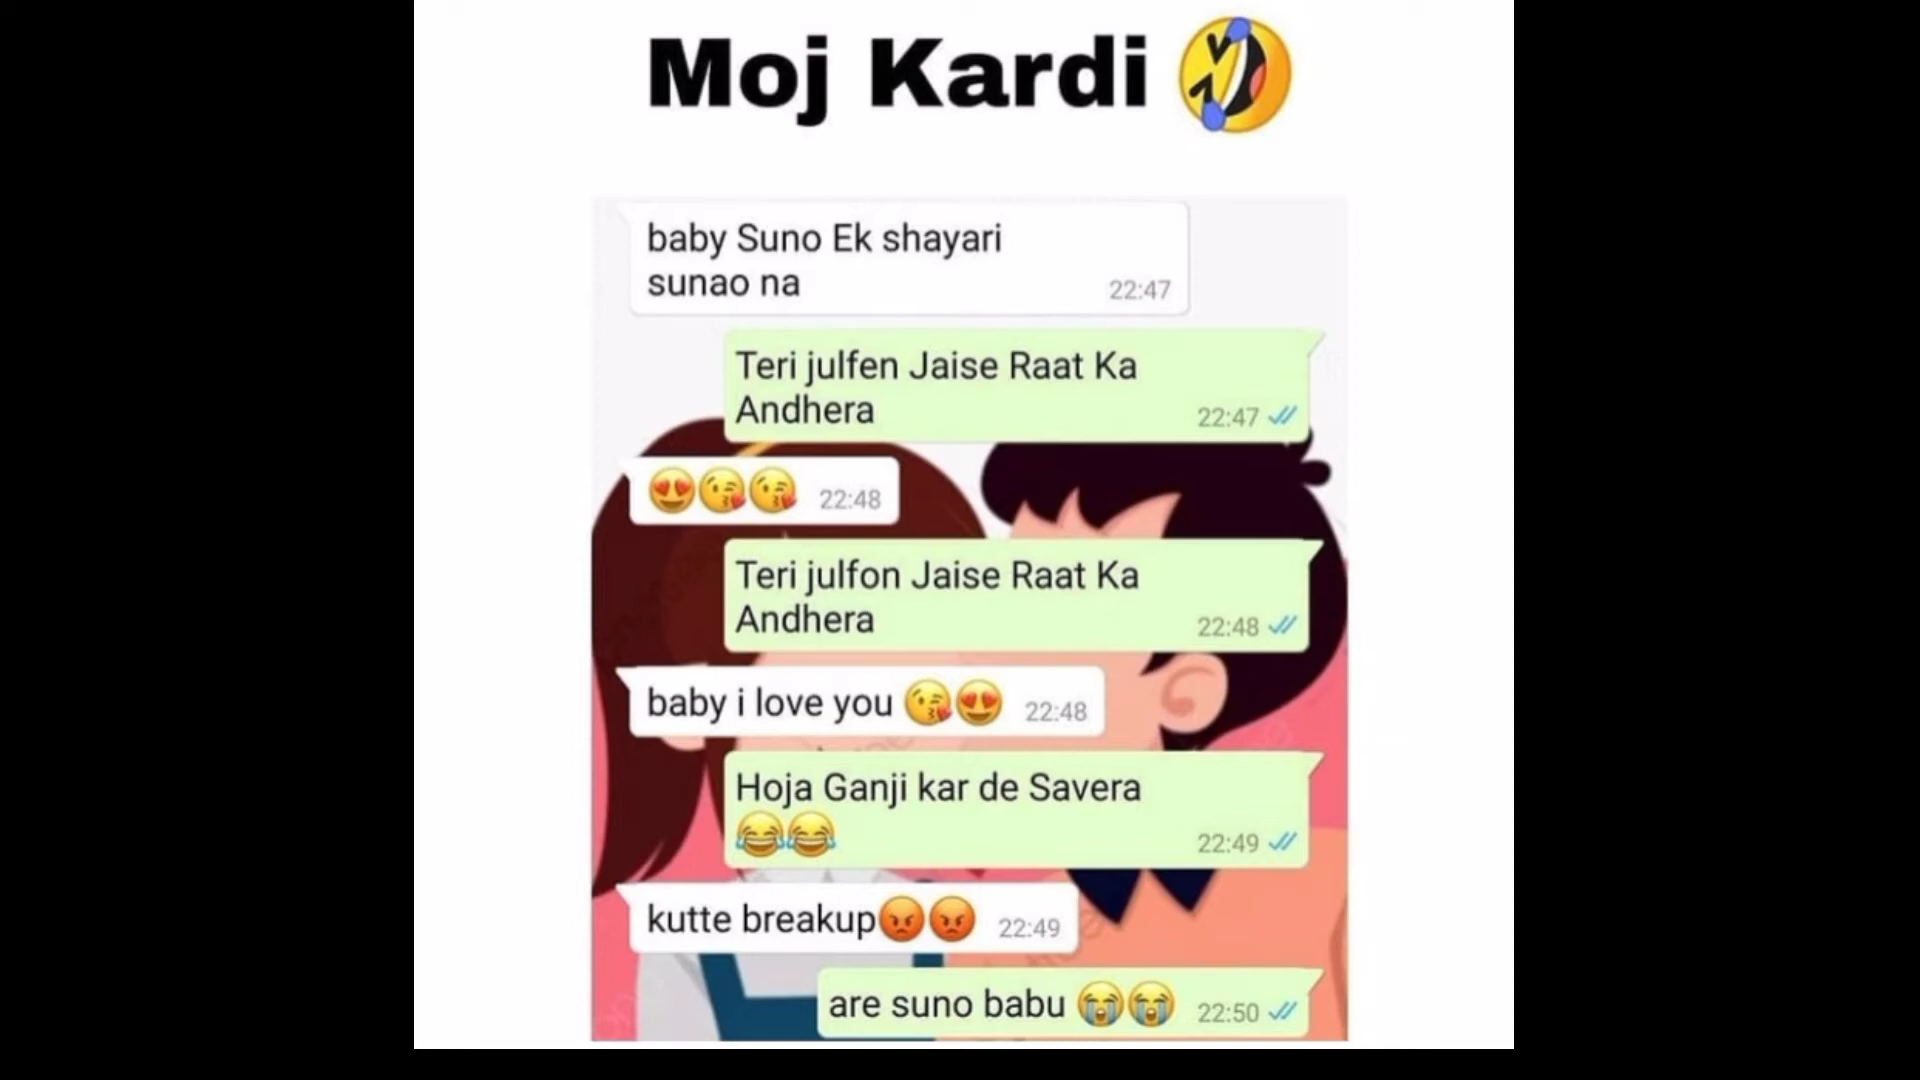 Moj Kardi 🤣
baby Suno Ek shayari
sunao na
22:47
Teri julfen Jaise Raat Ka
Andhera
22:47
😍😘😘 22:48
Teri julfon Jaise Raat Ka
Andhera
22:48
baby i love you 😘😍 22:48
Hoja Ganji kar de Savera
😂😂
22:49
kutte breakup😡😡 22:49
are suno babu 😭😭 22:50